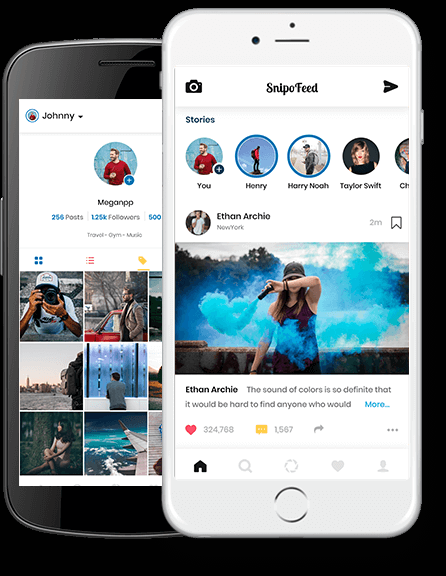 SnipoFeed
Stories
You
Henry
Harry Noah
Taylor Swift
Ch
Ethan Archie
NewYork
2m
Ethan Archie The sound of colors is so definite that
it would be hard to find anyone who would More...
324,768
1,567
Johnny
Meganpp
256 Posts
1.25k Followers
500
Travel - Gym - Music